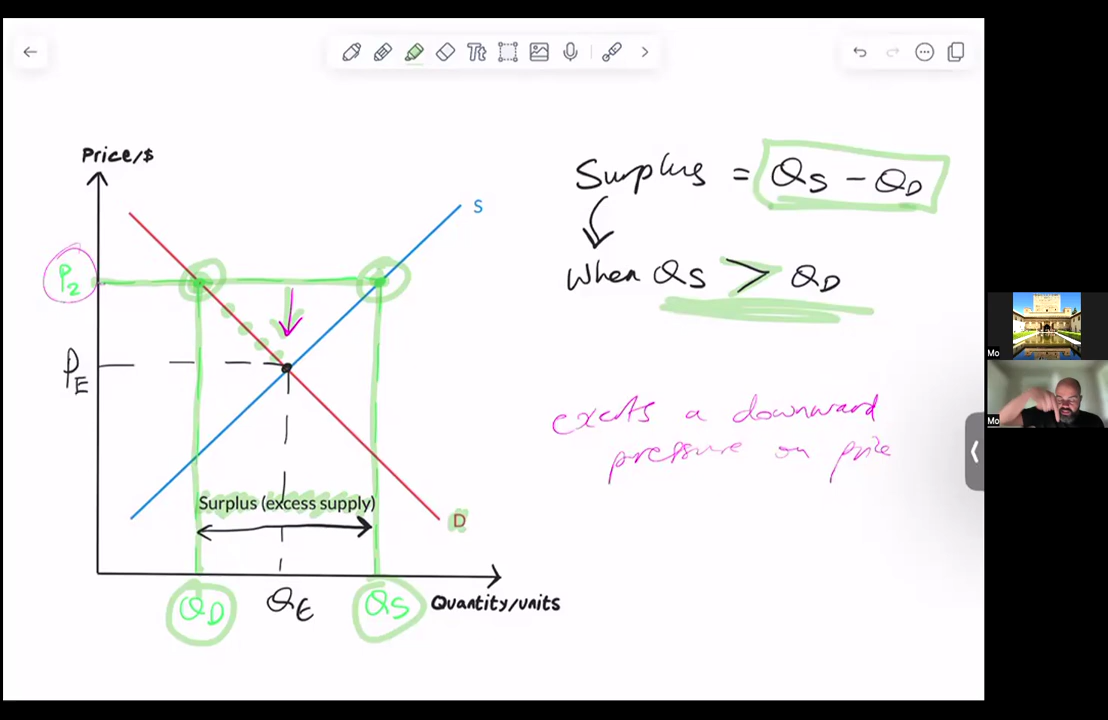 Tt
Price/$
Surplus = QS - QD
S
P2
When QS > QD
PE
exerts a downward
pressure on price
Surplus (excess supply)
D
QD
QE
QS
Quantity/units
Mo
Mo